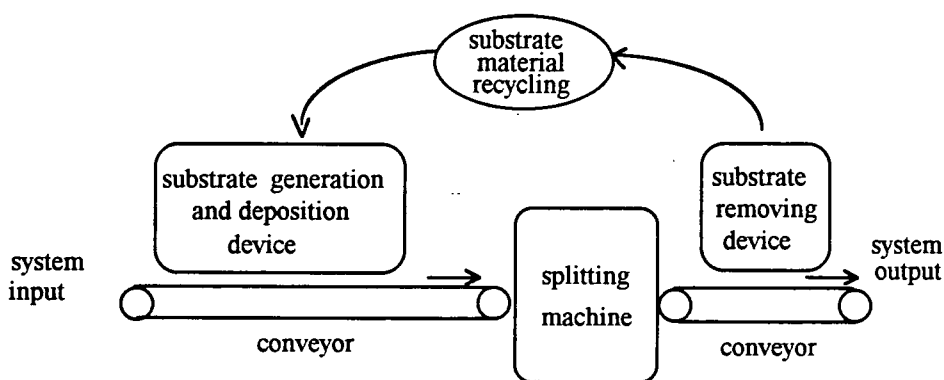 substrate
material
recycling
substrate generation
and deposition
device
substrate
removing
device
system
input
splitting
machine
system
output
conveyor
conveyor